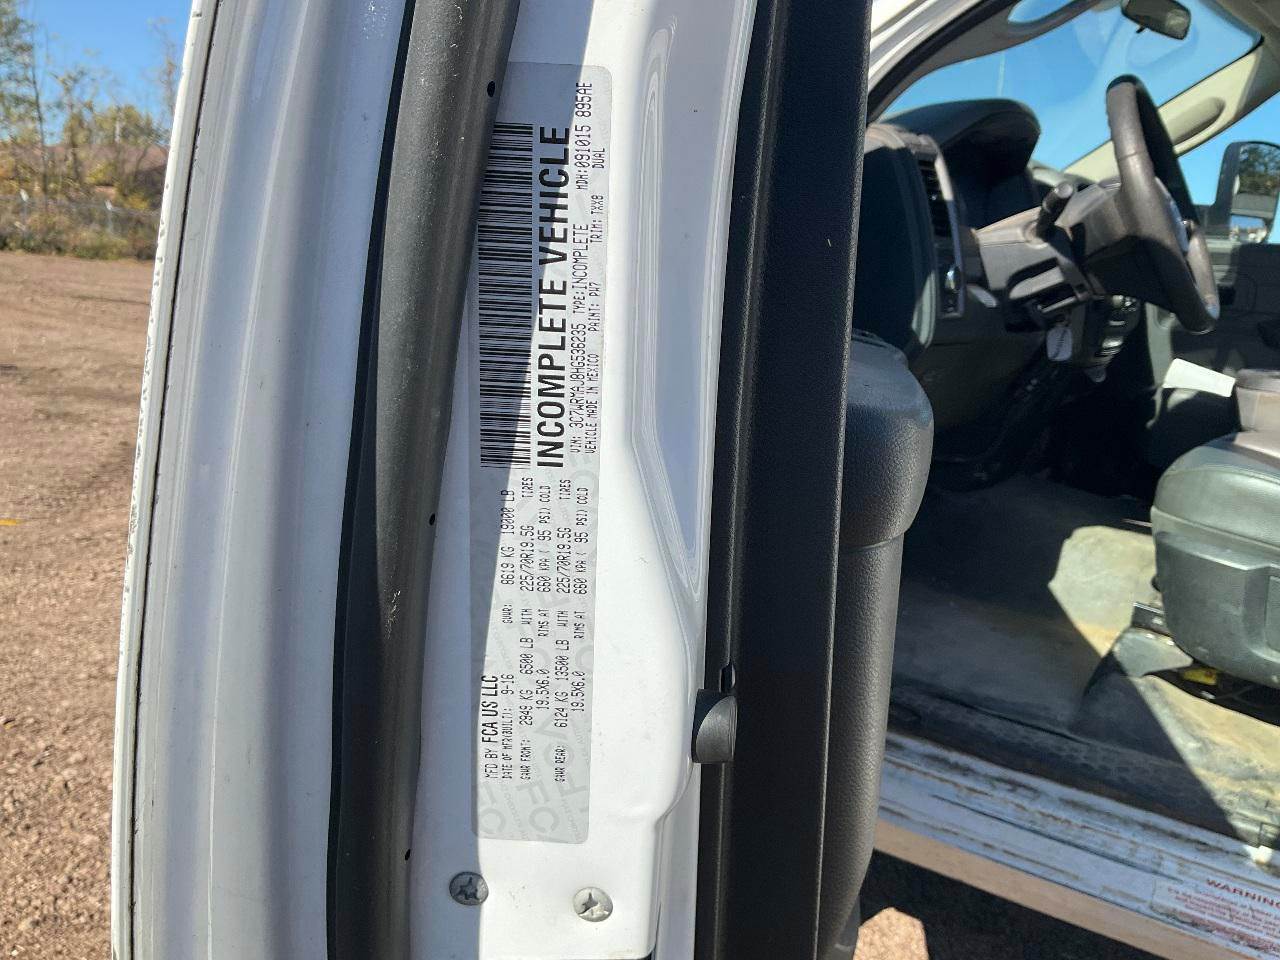 MFD BY FCA US LLC
DATE OF MFR(BUILT): 9-16 GVWR: 8619 KG 19000 LB
GAWR FRONT: 2949 KG 6500 LB WITH 225/70R19.5G TIRES
19.5X6.0 RIMS AT 660 KPA ( 95 PSI) COLD
GAWR REAR: 6124 KG 13500 LB WITH 225/70R19.5G TIRES
19.5X6.0 RIMS AT 660 KPA ( 95 PSI) COLD
INCOMPLETE VEHICLE
VIN: 3C7WRMAJ8HG536235 TYPE:INCOMPLETE MDH:091015 895AE
VEHICLE MADE IN MEXICO PAINT: PW7 TRIM: TXX8 DUAL
WARNING